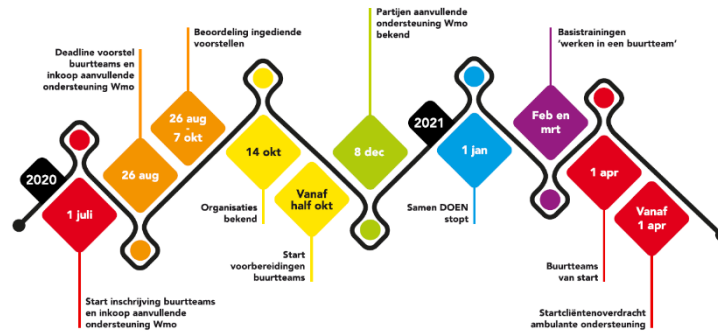 2020
1 juli
Start inschrijving buurtteams
en inkoop aanvullende
ondersteuning Wmo
Deadline voorstel
buurtteams en
inkoop aanvullende
ondersteuning Wmo
26 aug
Beoordeling ingediende
voorstellen
26 aug
-
7 okt
14 okt
Organisaties
bekend
Vanaf
half okt
Start
voorbereidingen
buurtteams
Partijen aanvullende
ondersteuning Wmo
bekend
8 dec
2021
1 jan
Samen DOEN
stopt
Basistrainingen
‘werken in een buurtteam’
Feb en
mrt
1 apr
Buurtteams
van start
Vanaf
1 apr
Startcliëntenoverdracht
ambulante ondersteuning